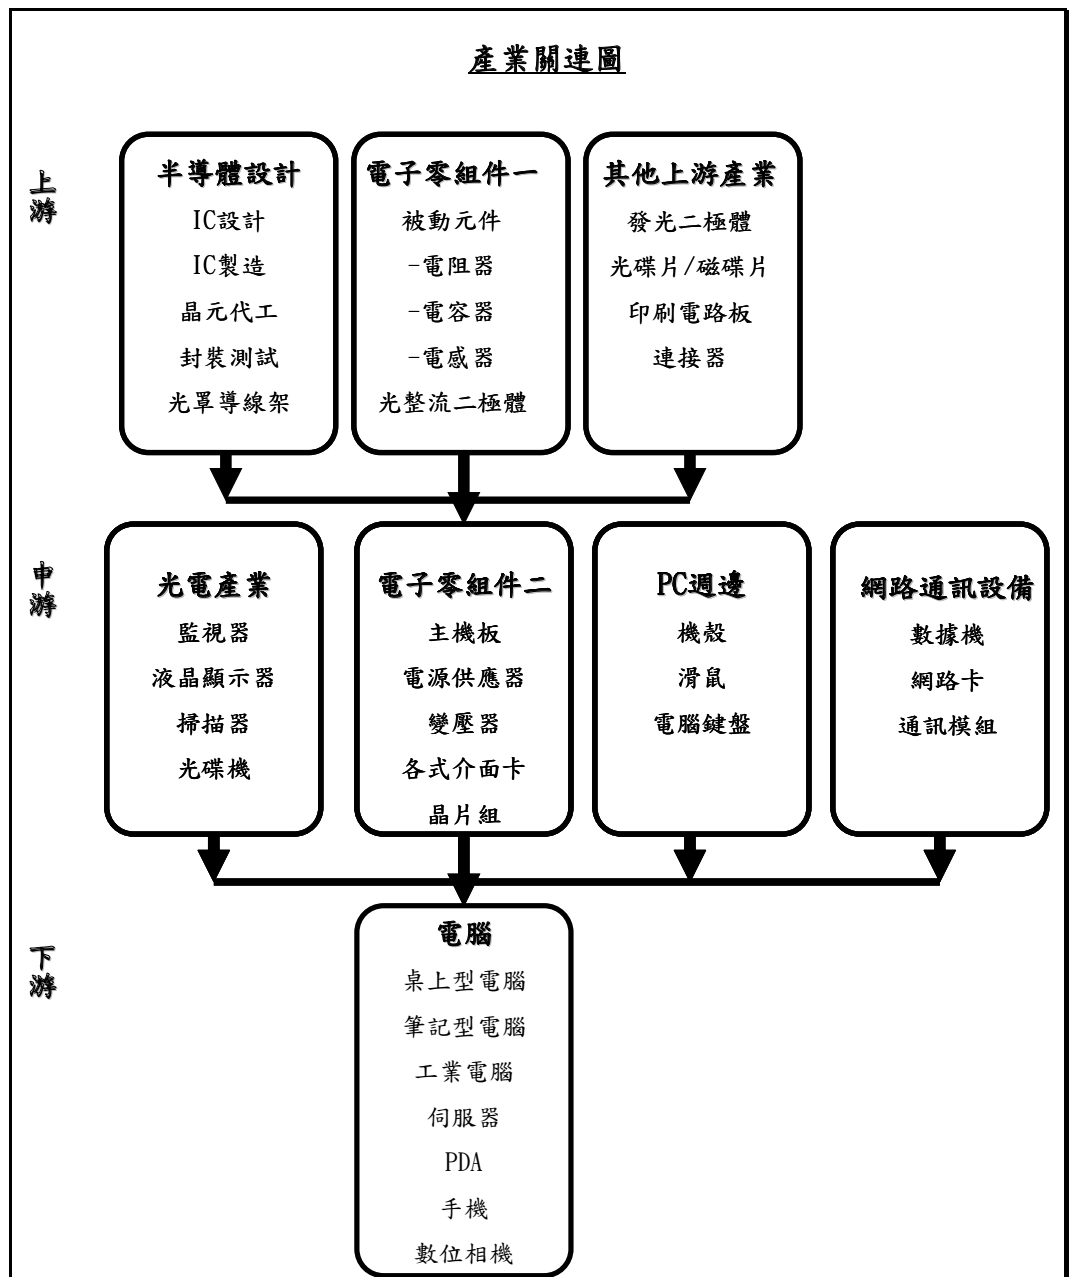 產業關連圖
上游
半導體設計
IC設計
IC製造
晶元代工
封裝測試
光罩導線架
電子零組件一
被動元件
-電阻器
-電容器
-電感器
光整流二極體
其他上游產業
發光二極體
光碟片/磁碟片
印刷電路板
連接器
中游
光電產業
監視器
液晶顯示器
掃描器
光碟機
電子零組件二
主機板
電源供應器
變壓器
各式介面卡
晶片組
PC週邊
機殼
滑鼠
電腦鍵盤
網路通訊設備
數據機
網路卡
通訊模組
下游
電腦
桌上型電腦
筆記型電腦
工業電腦
伺服器
PDA
手機
數位相機